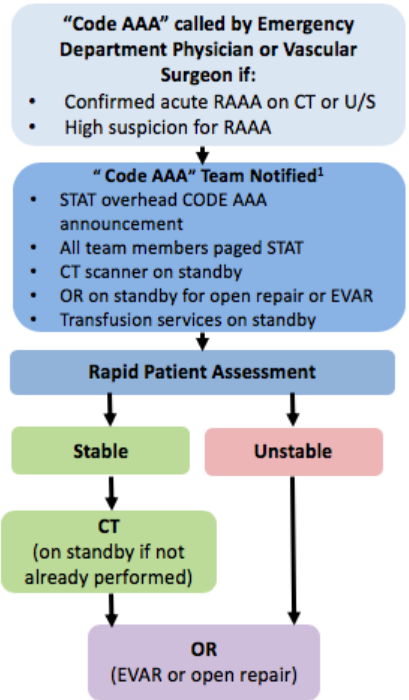 “Code AAA” called by Emergency
Department Physician or Vascular
Surgeon if:
• Confirmed acute RAAA on CT or U/S
• High suspicion for RAAA
“ Code AAA” Team Notified¹
• STAT overhead CODE AAA
announcement
• All team members paged STAT
• CT scanner on standby
• OR on standby for open repair or EVAR
• Transfusion services on standby
Rapid Patient Assessment
Stable
Unstable
CT
(on standby if not
already performed)
OR
(EVAR or open repair)